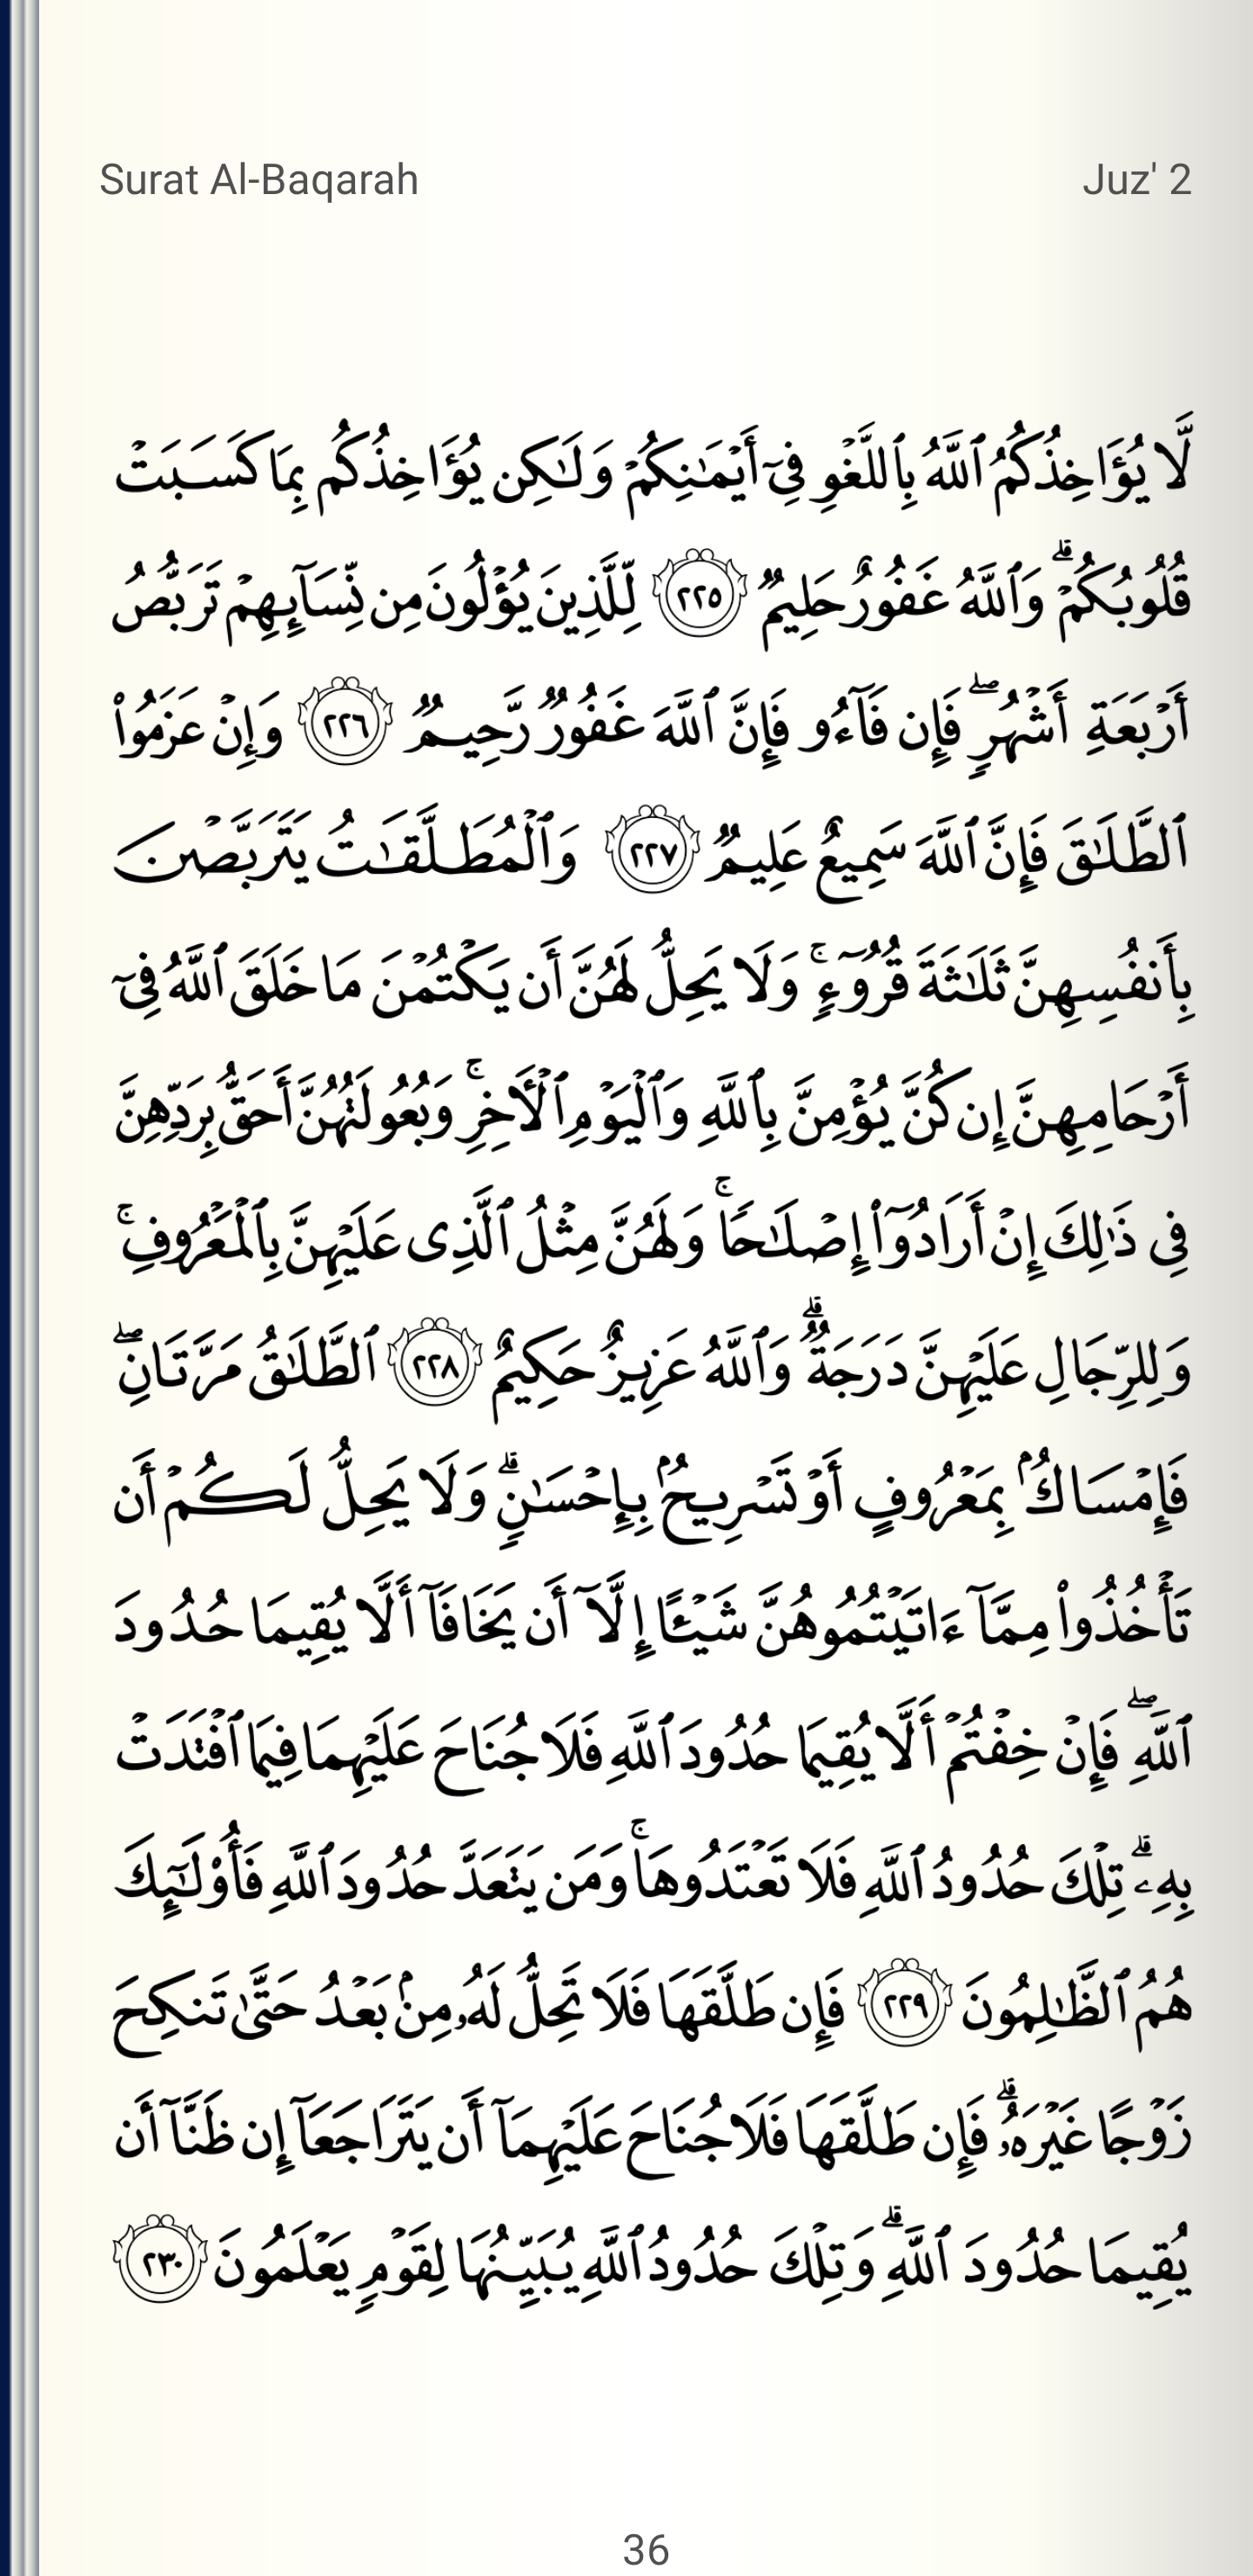 Surat Al-Baqarah
Juz' 2
لَّا يُؤَاخِذُكُمُ ٱللَّهُ بِٱللَّغْوِ فِىٓ أَيْمَـٰنِكُمْ وَلَـٰكِن يُؤَاخِذُكُم بِمَا كَسَبَتْ
قُلُوبُكُمْ ۗ وَٱللَّهُ غَفُورٌ حَلِيمٌ ٢٢٥ لِّلَّذِينَ يُؤْلُونَ مِن نِّسَآئِهِمْ تَرَبُّصُ
أَرْبَعَةِ أَشْهُرٍ ۖ فَإِن فَآءُو فَإِنَّ ٱللَّهَ غَفُورٌ رَّحِيمٌ ٢٢٦ وَإِنْ عَزَمُوا۟
ٱلطَّلَـٰقَ فَإِنَّ ٱللَّهَ سَمِيعٌ عَلِيمٌ ٢٢٧ وَٱلْمُطَلَّقَـٰتُ يَتَرَبَّصْنَ
بِأَنفُسِهِنَّ ثَلَـٰثَةَ قُرُوٓءٍ ۚ وَلَا يَحِلُّ لَهُنَّ أَن يَكْتُمْنَ مَا خَلَقَ ٱللَّهُ فِىٓ
أَرْحَامِهِنَّ إِن كُنَّ يُؤْمِنَّ بِٱللَّهِ وَٱلْيَوْمِ ٱلْـَٔاخِرِ ۚ وَبُعُولَتُهُنَّ أَحَقُّ بِرَدِّهِنَّ
فِى ذَٰلِكَ إِنْ أَرَادُوٓا۟ إِصْلَـٰحًا ۚ وَلَهُنَّ مِثْلُ ٱلَّذِى عَلَيْهِنَّ بِٱلْمَعْرُوفِ ۚ
وَلِلرِّجَالِ عَلَيْهِنَّ دَرَجَةٌ ۗ وَٱللَّهُ عَزِيزٌ حَكِيمٌ ٢٢٨ ٱلطَّلَـٰقُ مَرَّتَانِ ۖ
فَإِمْسَاكٌۢ بِمَعْرُوفٍ أَوْ تَسْرِيحٌۢ بِإِحْسَـٰنٍ ۗ وَلَا يَحِلُّ لَكُمْ أَن
تَأْخُذُوا۟ مِمَّآ ءَاتَيْتُمُوهُنَّ شَيْـًٔا إِلَّآ أَن يَخَافَآ أَلَّا يُقِيمَا حُدُودَ
ٱللَّهِ ۖ فَإِنْ خِفْتُمْ أَلَّا يُقِيمَا حُدُودَ ٱللَّهِ فَلَا جُنَاحَ عَلَيْهِمَا فِيمَا ٱفْتَدَتْ
بِهِۦ ۗ تِلْكَ حُدُودُ ٱللَّهِ فَلَا تَعْتَدُوهَا ۚ وَمَن يَتَعَدَّ حُدُودَ ٱللَّهِ فَأُو۟لَـٰٓئِكَ
هُمُ ٱلظَّـٰلِمُونَ ٢٢٩ فَإِن طَلَّقَهَا فَلَا تَحِلُّ لَهُۥ مِنۢ بَعْدُ حَتَّىٰ تَنكِحَ
زَوْجًا غَيْرَهُۥ ۗ فَإِن طَلَّقَهَا فَلَا جُنَاحَ عَلَيْهِمَآ أَن يَتَرَاجَعَآ إِن ظَنَّآ أَن
يُقِيمَا حُدُودَ ٱللَّهِ ۗ وَتِلْكَ حُدُودُ ٱللَّهِ يُبَيِّنُهَا لِقَوْمٍ يَعْلَمُونَ ٢٣٠
36